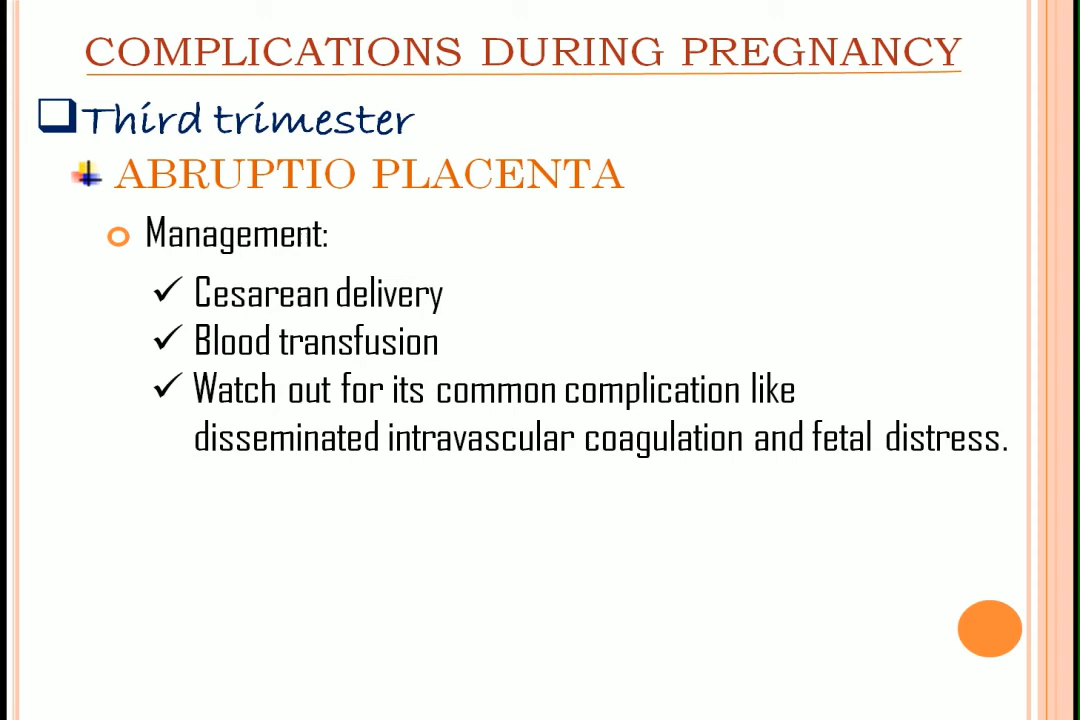 COMPLICATIONS DURING PREGNANCY
Third trimester
ABRUPTIO PLACENTA
Management:
Cesarean delivery
Blood transfusion
Watch out for its common complication like
disseminated intravascular coagulation and fetal distress.